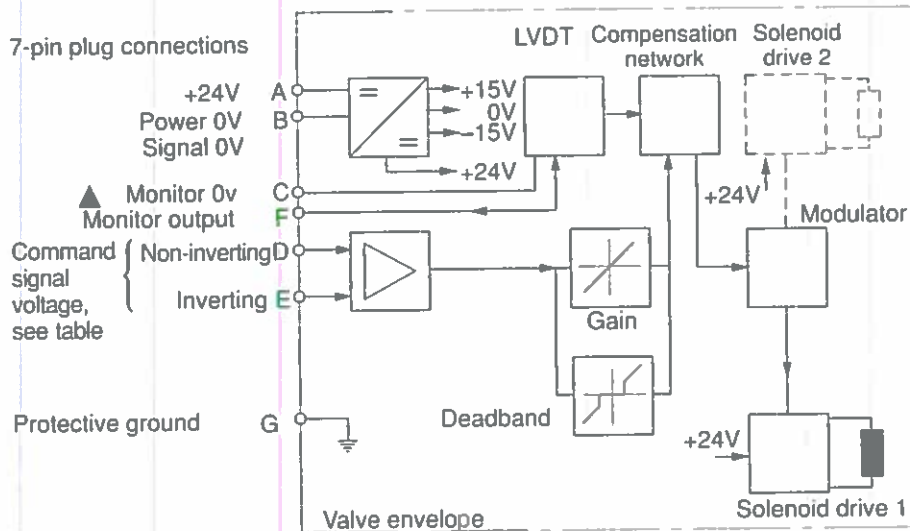 7-pin plug connections
LVDT
Compensation
network
Solenoid
drive 2
+24V A
Power 0V B
Signal 0V
+15V
0V
-15V
+24V
+24V
Monitor 0v C
Monitor output F
Modulator
Command
signal
voltage,
see table
Non-inverting D
Inverting E
Gain
Deadband
Protective ground G
+24V
Solenoid drive 1
Valve envelope